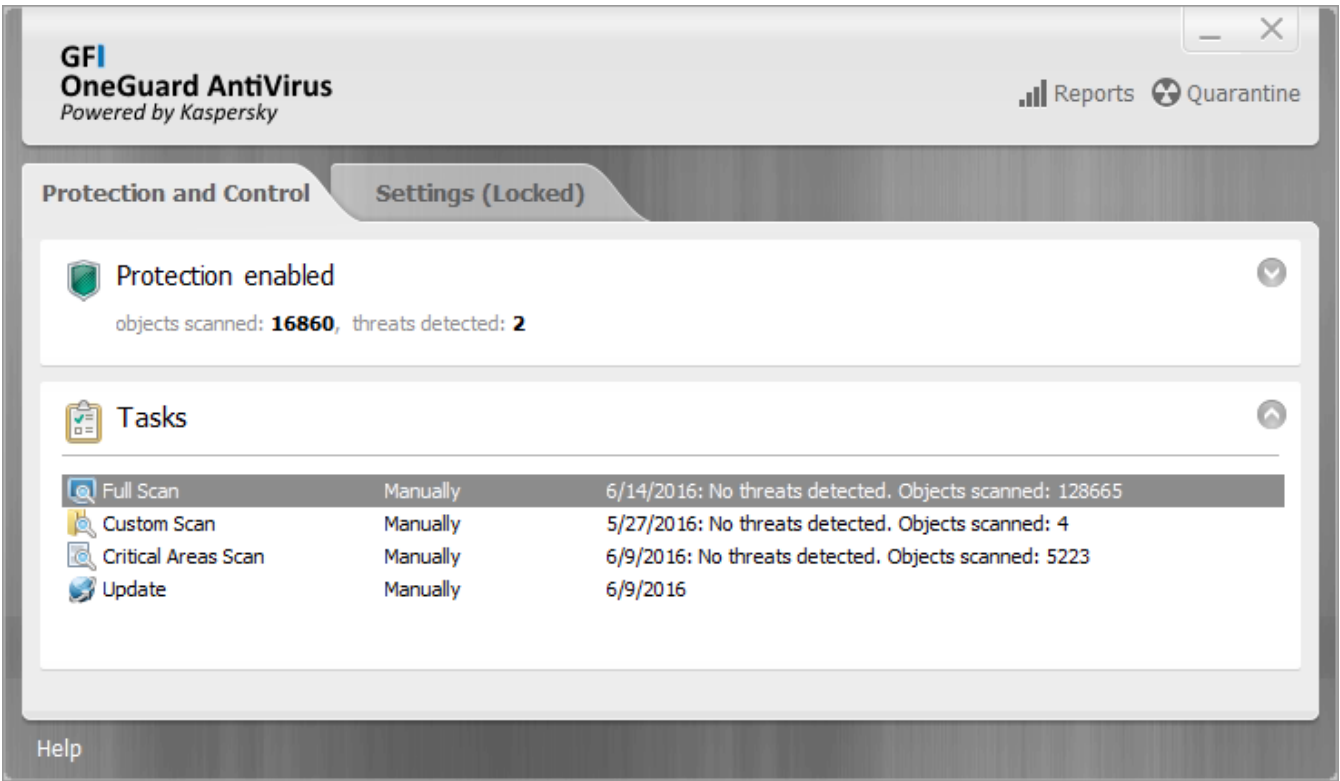 GFI
OneGuard AntiVirus
Powered by Kaspersky
Reports Quarantine
Protection and Control Settings (Locked)
Protection enabled
objects scanned: 16860, threats detected: 2
Tasks
Full Scan Manually 6/14/2016: No threats detected. Objects scanned: 128665
Custom Scan Manually 5/27/2016: No threats detected. Objects scanned: 4
Critical Areas Scan Manually 6/9/2016: No threats detected. Objects scanned: 5223
Update Manually 6/9/2016
Help